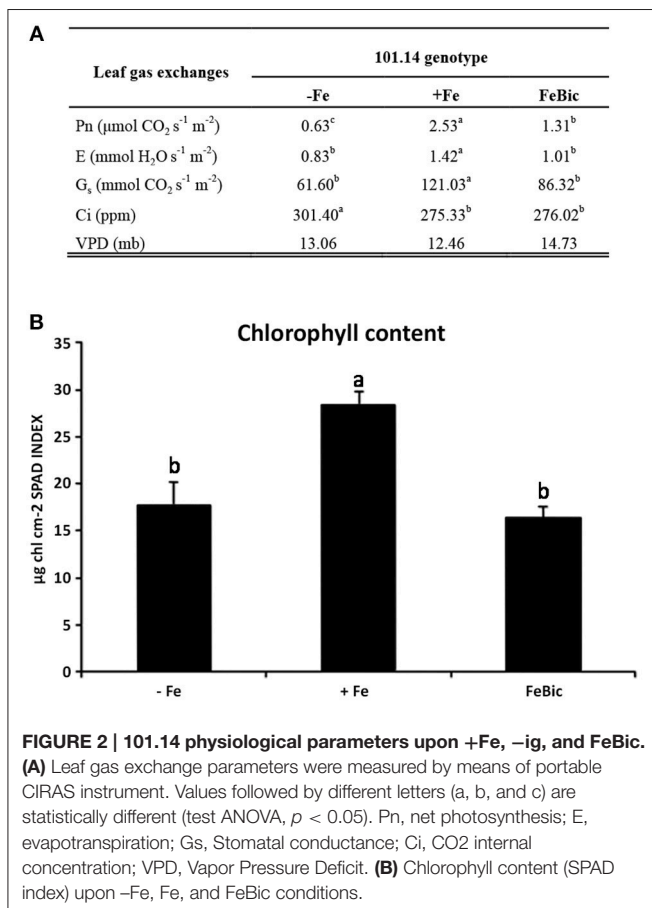 A
Leaf gas exchanges
101.14 genotype
-Fe +Fe FeBic
Pn (µmol CO₂ s⁻¹ m⁻²) 0.63ᶜ 2.53ᵃ 1.31ᵇ
E (mmol H₂O s⁻¹ m⁻²) 0.83ᵇ 1.42ᵃ 1.01ᵇ
Gₛ (mmol CO₂ s⁻¹ m⁻²) 61.60ᵇ 121.03ᵃ 86.32ᵇ
Ci (ppm) 301.40ᵃ 275.33ᵇ 276.02ᵇ
VPD (mb) 13.06 12.46 14.73
B
Chlorophyll content
µg chl cm-2 SPAD INDEX
35
30
25
20
15
10
5
0
b
a
b
- Fe + Fe FeBic
FIGURE 2 | 101.14 physiological parameters upon +Fe, −ig, and FeBic.
(A) Leaf gas exchange parameters were measured by means of portable
CIRAS instrument. Values followed by different letters (a, b, and c) are
statistically different (test ANOVA, p < 0.05). Pn, net photosynthesis; E,
evapotranspiration; Gs, Stomatal conductance; Ci, CO2 internal
concentration; VPD, Vapor Pressure Deficit. (B) Chlorophyll content (SPAD
index) upon –Fe, Fe, and FeBic conditions.